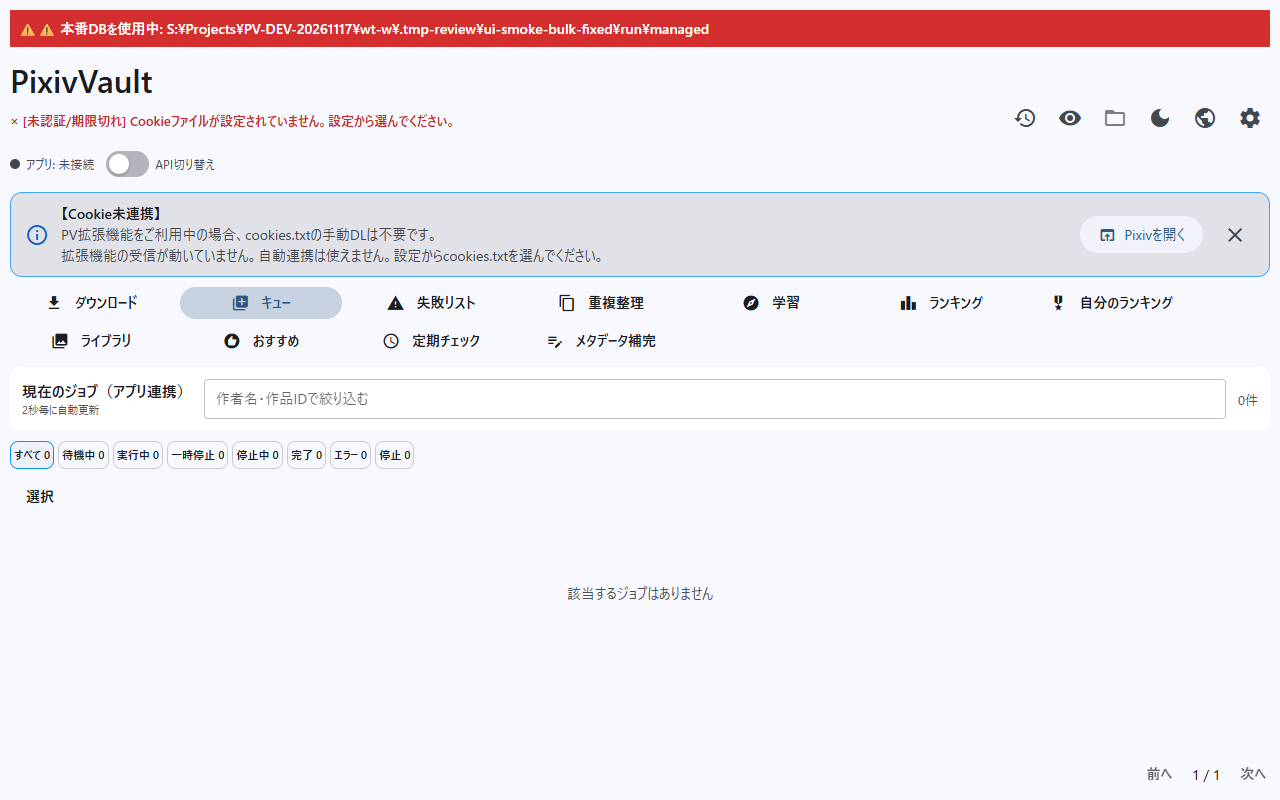 本番DBを使用中: S:¥Projects¥PV-DEV-20261117¥wt-w¥.tmp-review¥ui-smoke-bulk-fixed¥run¥managed
PixivVault
× [未認証/期限切れ] Cookieファイルが設定されていません。設定から選んでください。
アプリ: 未接続 API切り替え
【Cookie未連携】
PV拡張機能をご利用中の場合、cookies.txtの手動DLは不要です。
拡張機能の受信が動いていません。自動連携は使えません。設定からcookies.txtを選んでください。
Pixivを開く
ダウンロード キュー 失敗リスト 重複整理 学習 ランキング 自分のランキング
ライブラリ おすすめ 定期チェック メタデータ補完
現在のジョブ（アプリ連携）
2秒毎に自動更新
作者名・作品IDで絞り込む
0件
すべて 0 待機中 0 実行中 0 一時停止 0 停止中 0 完了 0 エラー 0 停止 0
選択
該当するジョブはありません
前へ 1 / 1 次へ